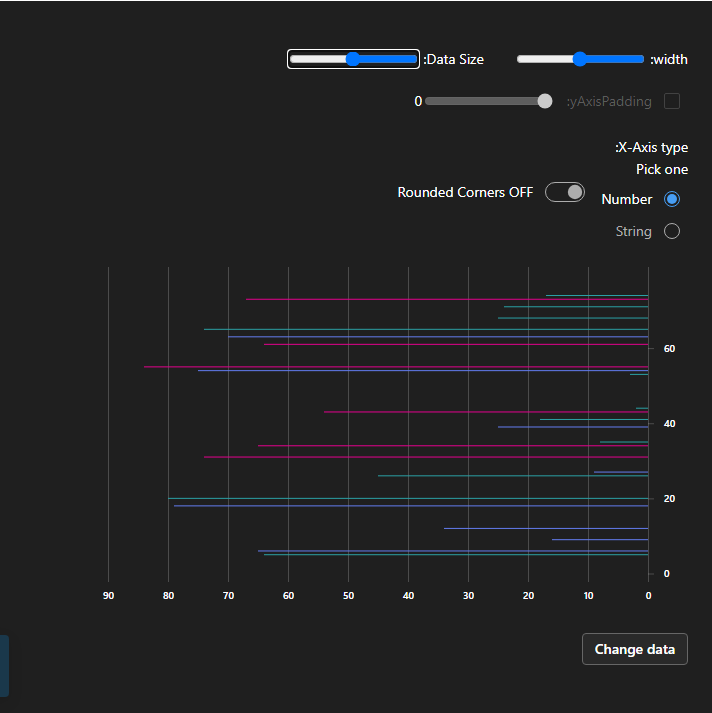 :Data Size
:width
0
:yAxisPadding
:X-Axis type
Pick one
Rounded Corners OFF
Number
String
60
40
20
0
90 80 70 60 50 40 30 20 10 0
Change data